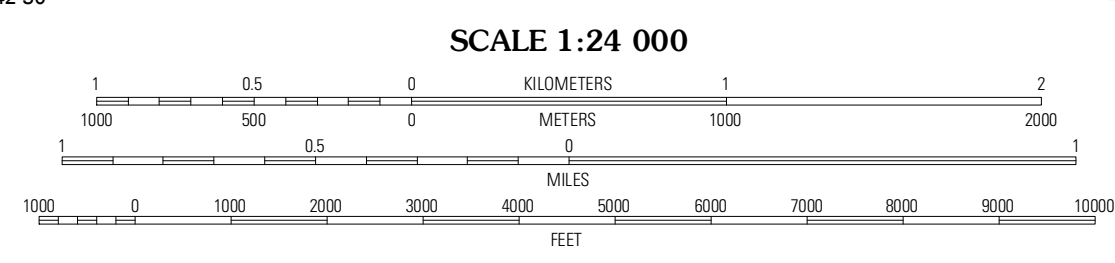 SCALE 1:24 000
1 0.5 0 KILOMETERS 1 2
1000 500 0 METERS 1000 2000
1 0.5 0 1
MILES
1000 0 1000 2000 3000 4000 5000 6000 7000 8000 9000 10000
FEET